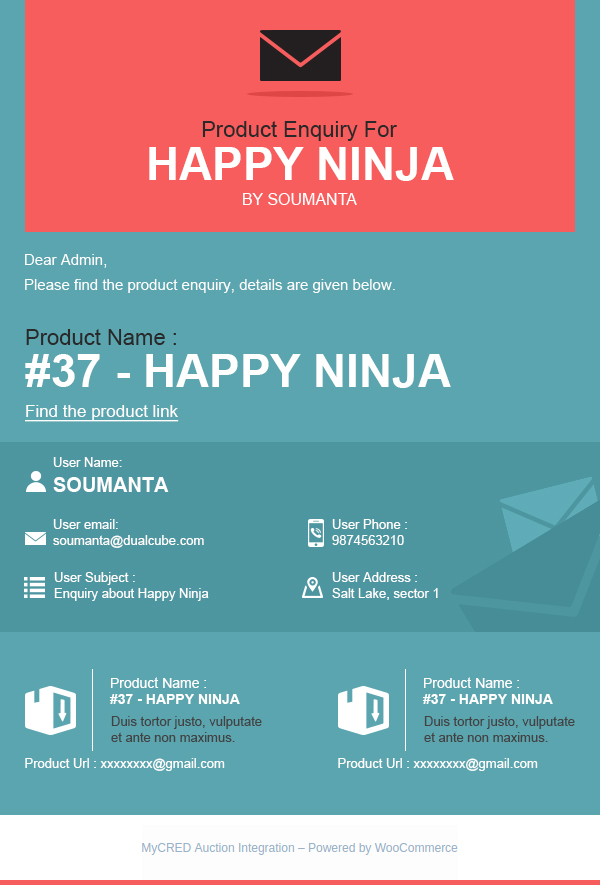 Product Enquiry For
HAPPY NINJA
BY SOUMANTA
Dear Admin,
Please find the product enquiry, details are given below.
Product Name :
#37 - HAPPY NINJA
Find the product link
User Name:
SOUMANTA
User email:
soumanta@dualcube.com
User Phone :
9874563210
User Subject :
Enquiry about Happy Ninja
User Address :
Salt Lake, sector 1
Product Name :
#37 - HAPPY NINJA
Duis tortor justo, vulputate
et ante non maximus.
Product Url : xxxxxxxx@gmail.com
Product Name :
#37 - HAPPY NINJA
Duis tortor justo, vulputate
et ante non maximus.
Product Url : xxxxxxxx@gmail.com
MyCRED Auction Integration – Powered by WooCommerce